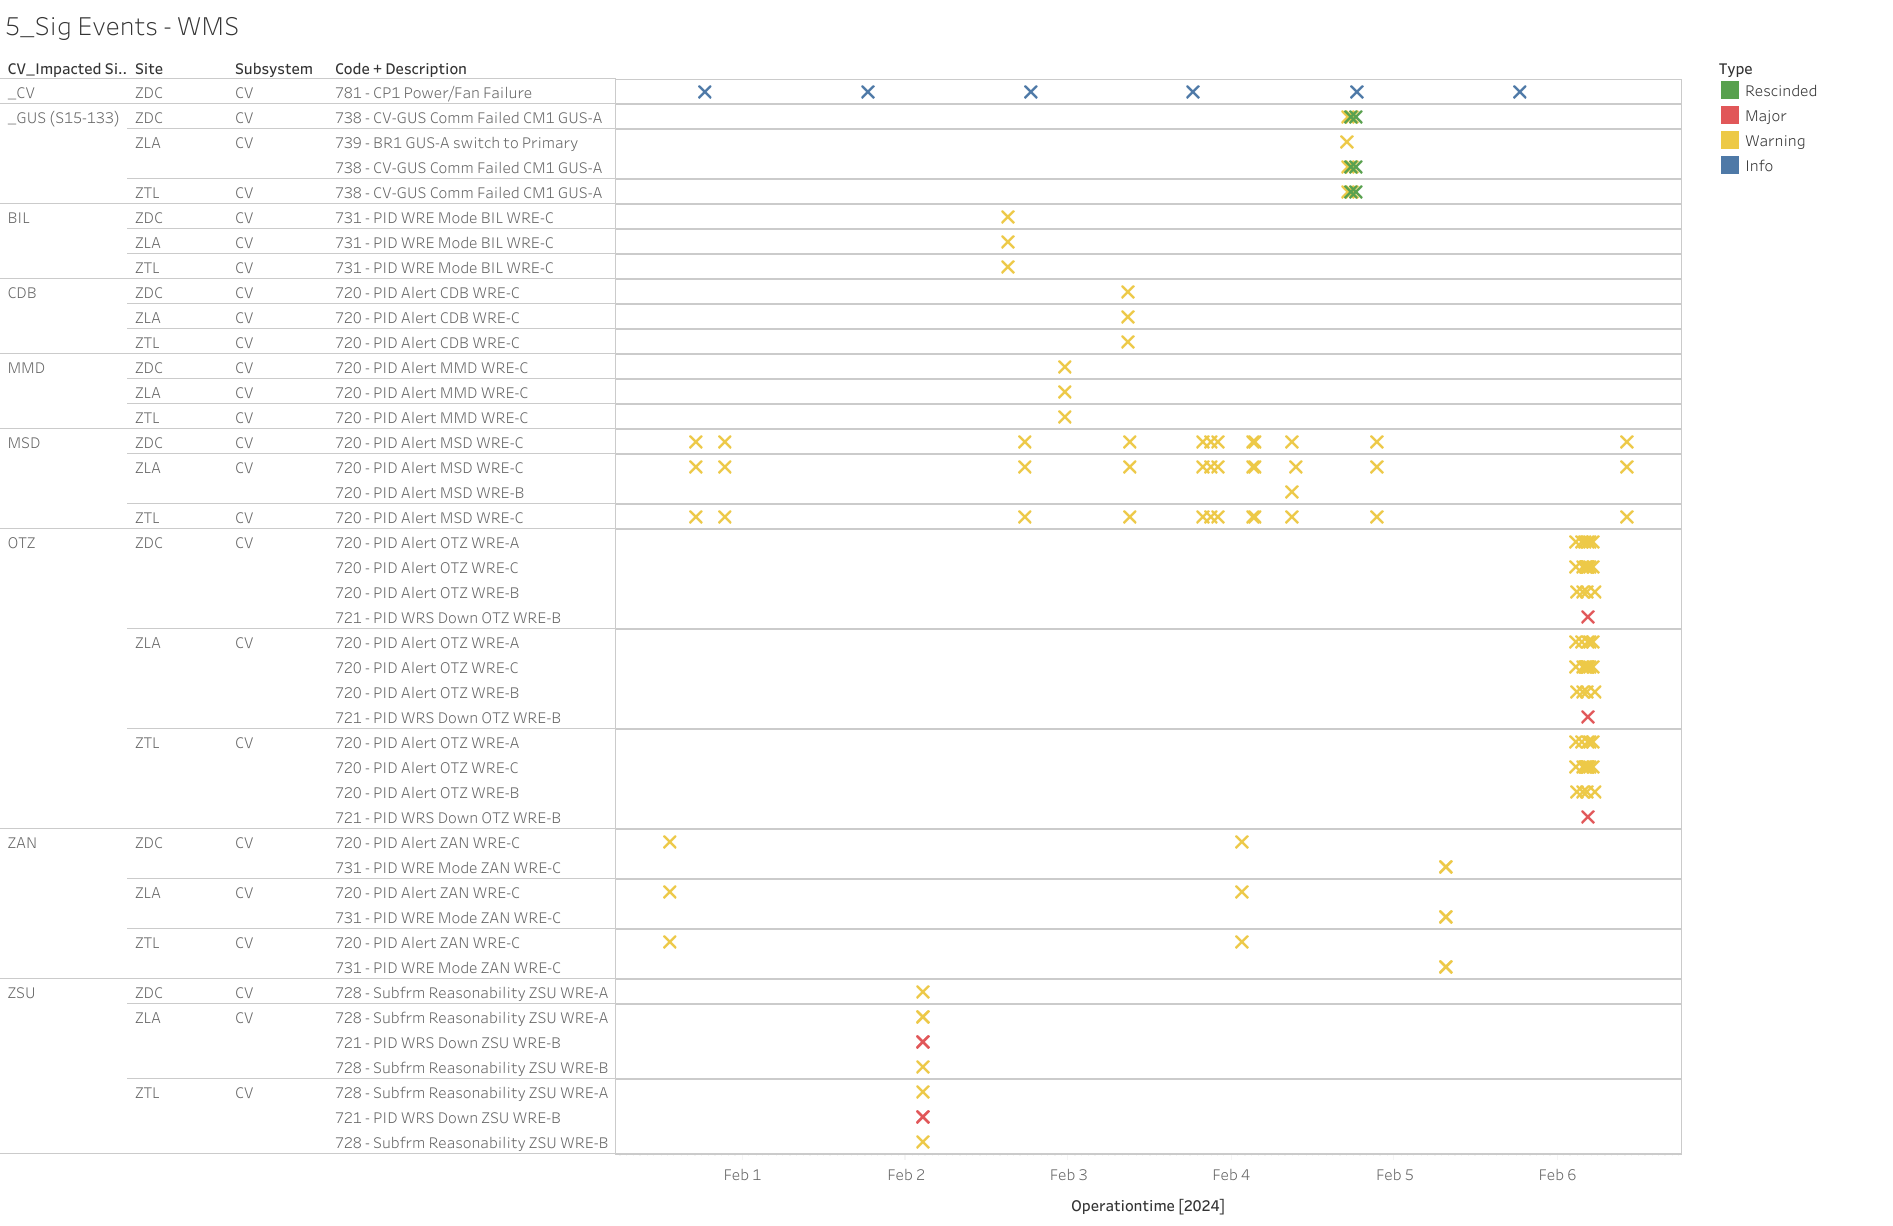 5_Sig Events - WMS
CV_Impacted Si.. Site Subsystem Code + Description
Type
_CV ZDC CV 781 - CP1 Power/Fan Failure
Rescinded
_GUS (S15-133) ZDC CV 738 - CV-GUS Comm Failed CM1 GUS-A
Major
ZLA CV 739 - BR1 GUS-A switch to Primary
Warning
738 - CV-GUS Comm Failed CM1 GUS-A
Info
ZTL CV 738 - CV-GUS Comm Failed CM1 GUS-A
BIL ZDC CV 731 - PID WRE Mode BIL WRE-C
ZLA CV 731 - PID WRE Mode BIL WRE-C
ZTL CV 731 - PID WRE Mode BIL WRE-C
CDB ZDC CV 720 - PID Alert CDB WRE-C
ZLA CV 720 - PID Alert CDB WRE-C
ZTL CV 720 - PID Alert CDB WRE-C
MMD ZDC CV 720 - PID Alert MMD WRE-C
ZLA CV 720 - PID Alert MMD WRE-C
ZTL CV 720 - PID Alert MMD WRE-C
MSD ZDC CV 720 - PID Alert MSD WRE-C
ZLA CV 720 - PID Alert MSD WRE-C
720 - PID Alert MSD WRE-B
ZTL CV 720 - PID Alert MSD WRE-C
OTZ ZDC CV 720 - PID Alert OTZ WRE-A
720 - PID Alert OTZ WRE-C
720 - PID Alert OTZ WRE-B
721 - PID WRS Down OTZ WRE-B
ZLA CV 720 - PID Alert OTZ WRE-A
720 - PID Alert OTZ WRE-C
720 - PID Alert OTZ WRE-B
721 - PID WRS Down OTZ WRE-B
ZTL CV 720 - PID Alert OTZ WRE-A
720 - PID Alert OTZ WRE-C
720 - PID Alert OTZ WRE-B
721 - PID WRS Down OTZ WRE-B
ZAN ZDC CV 720 - PID Alert ZAN WRE-C
731 - PID WRE Mode ZAN WRE-C
ZLA CV 720 - PID Alert ZAN WRE-C
731 - PID WRE Mode ZAN WRE-C
ZTL CV 720 - PID Alert ZAN WRE-C
731 - PID WRE Mode ZAN WRE-C
ZSU ZDC CV 728 - Subfrm Reasonability ZSU WRE-A
ZLA CV 728 - Subfrm Reasonability ZSU WRE-A
721 - PID WRS Down ZSU WRE-B
728 - Subfrm Reasonability ZSU WRE-B
ZTL CV 728 - Subfrm Reasonability ZSU WRE-A
721 - PID WRS Down ZSU WRE-B
728 - Subfrm Reasonability ZSU WRE-B
Feb 1 Feb 2 Feb 3 Feb 4 Feb 5 Feb 6
Operationtime [2024]